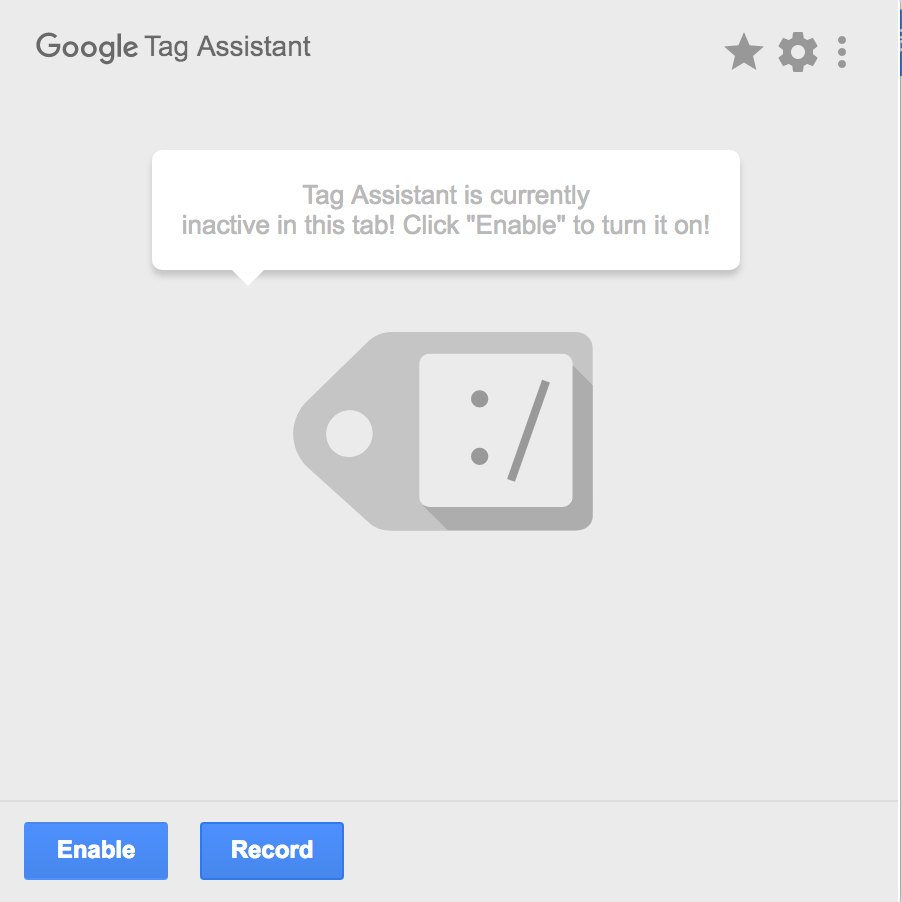 Google Tag Assistant
Tag Assistant is currently
inactive in this tab! Click "Enable" to turn it on!
:/
Enable
Record